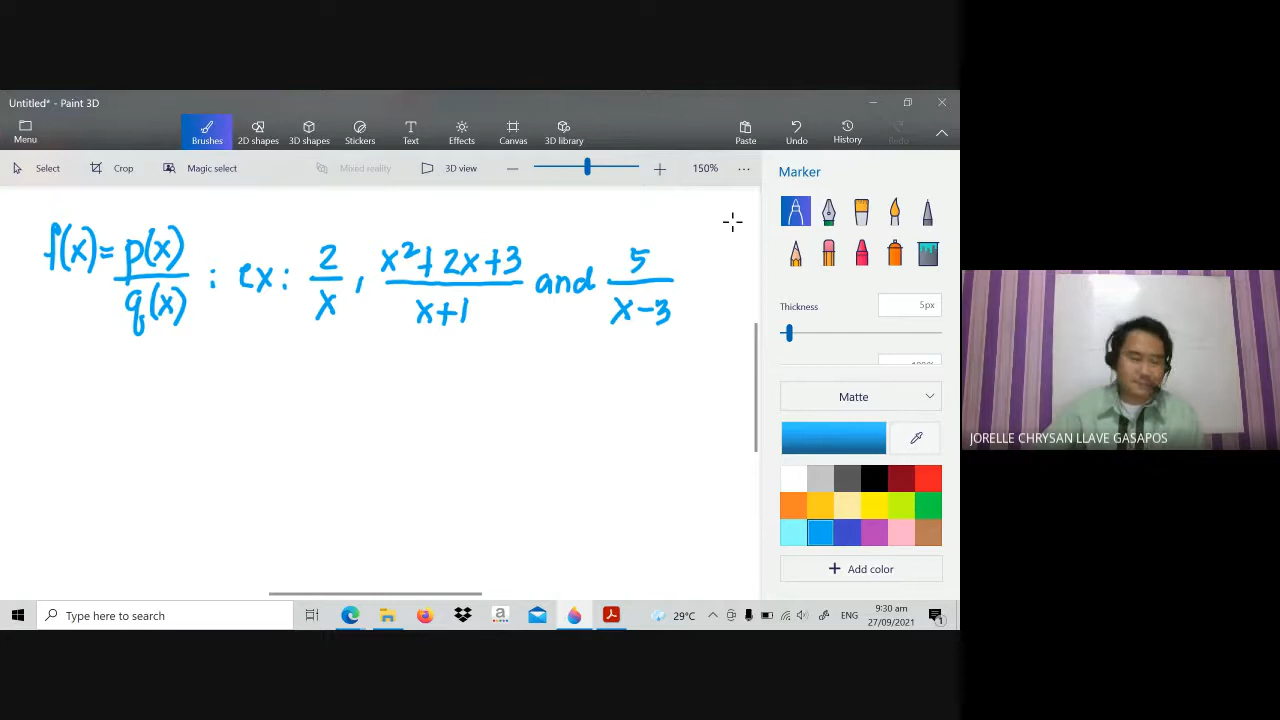 Untitled* - Paint 3D
Menu
Brushes
2D shapes
3D shapes
Stickers
Text
Effects
Canvas
3D library
Paste
Undo
History
Redo
Select
Crop
Magic select
Mixed reality
3D view
150%
Marker
f(x) = p(x)/q(x) ; ex: 2/x , x²+2x+3/x+1 and 5/x-3
Thickness
5px
Matte
Add color
JORELLE CHRYSAN LLAVE GASAPOS
Type here to search
29°C
ENG
9:30 am
27/09/2021